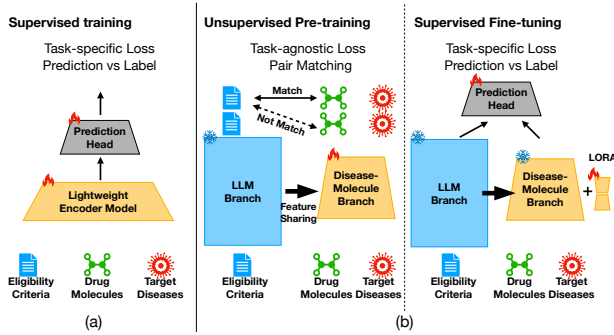 Supervised training
Task-specific Loss
Prediction vs Label
Prediction
Head
Lightweight
Encoder Model
Eligibility
Criteria
Drug
Molecules
Target
Diseases
(a)
Unsupervised Pre-training
Task-agnostic Loss
Pair Matching
Match
Not Match
LLM
Branch
Feature
Sharing
Disease-
Molecule
Branch
Eligibility
Criteria
Drug
Molecules
Target
Diseases
Supervised Fine-tuning
Task-specific Loss
Prediction vs Label
Prediction
Head
LLM
Branch
Disease-
Molecule
Branch
LORA
+
Eligibility
Criteria
Drug
Molecules
Target
Diseases
(b)